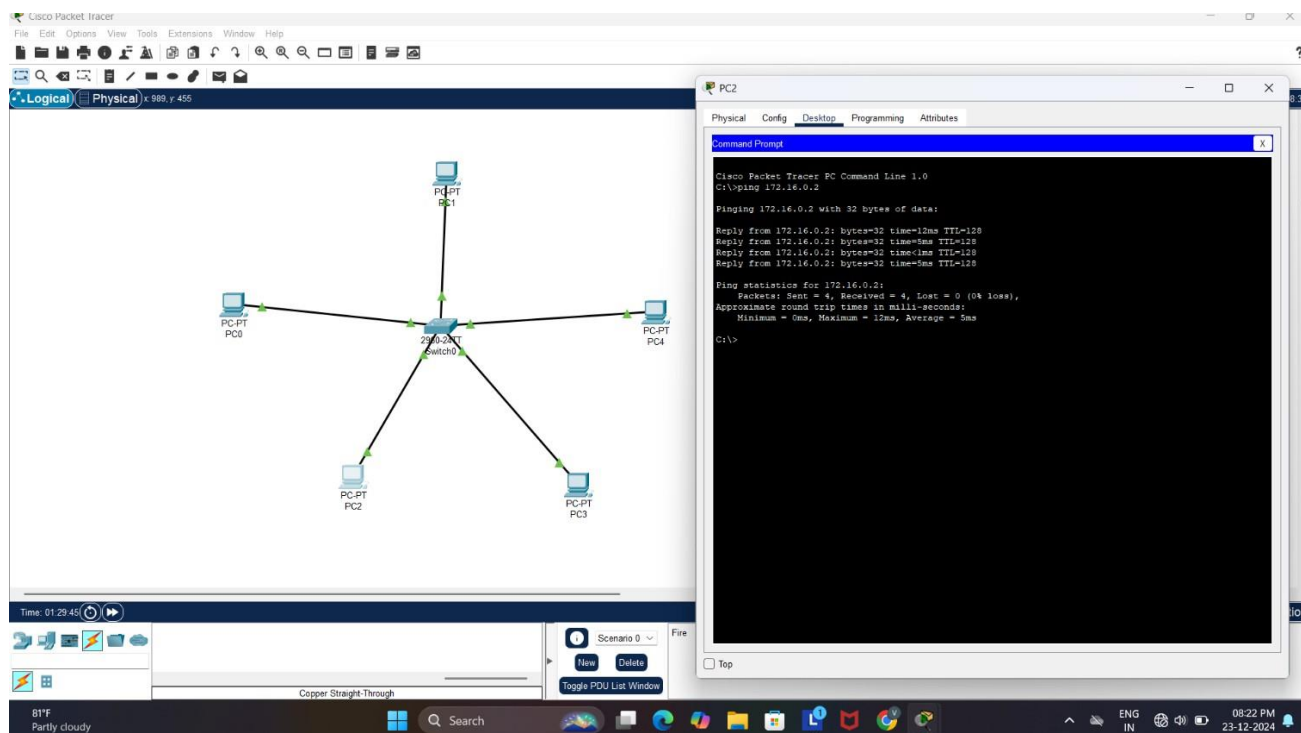 Cisco Packet Tracer
File Edit Options View Tools Extensions Window Help
Logical Physical x: 989, y: 455
PC-PT
PC1
PC-PT
PC0
PC-PT
PC4
2960-24TT
Switch0
PC-PT
PC2
PC-PT
PC3
PC2
Physical Config Desktop Programming Attributes
Command Prompt X
Cisco Packet Tracer PC Command Line 1.0
C:\>ping 172.16.0.2
Pinging 172.16.0.2 with 32 bytes of data:
Reply from 172.16.0.2: bytes=32 time=12ms TTL=128
Reply from 172.16.0.2: bytes=32 time=5ms TTL=128
Reply from 172.16.0.2: bytes=32 time<1ms TTL=128
Reply from 172.16.0.2: bytes=32 time=5ms TTL=128
Ping statistics for 172.16.0.2:
Packets: Sent = 4, Received = 4, Lost = 0 (0% loss),
Approximate round trip times in milli-seconds:
Minimum = 0ms, Maximum = 12ms, Average = 5ms
C:\>
Top
Time: 01:29:45
Scenario 0
Fire
New Delete
Toggle PDU List Window
Copper Straight-Through
81°F
Partly cloudy
Search
ENG
IN
08:22 PM
23-12-2024